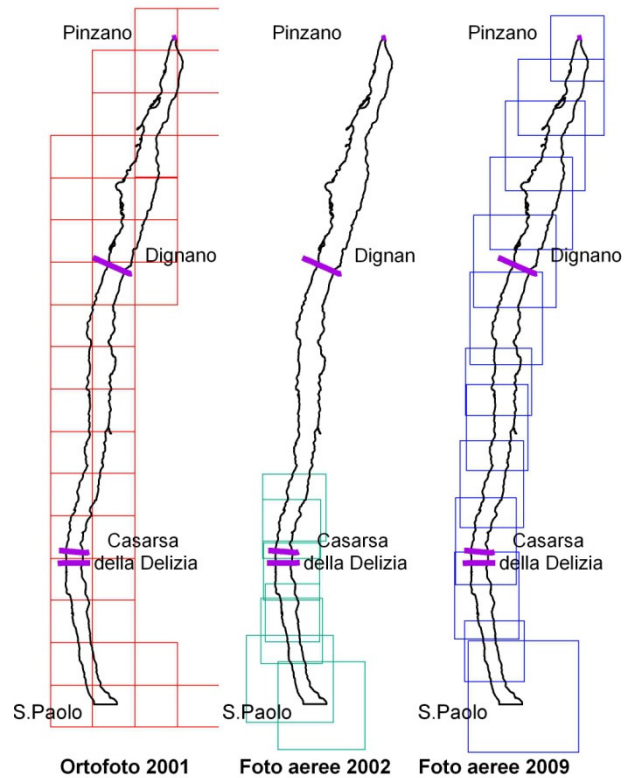 Pinzano
Pinzano
Pinzano
Dignano
Dignan
Dignano
Casarsa
della Delizia
Casarsa
della Delizia
Casarsa
della Delizia
S.Paolo
S.Paolo
S.Paolo
Ortofoto 2001
Foto aeree 2002
Foto aeree 2009